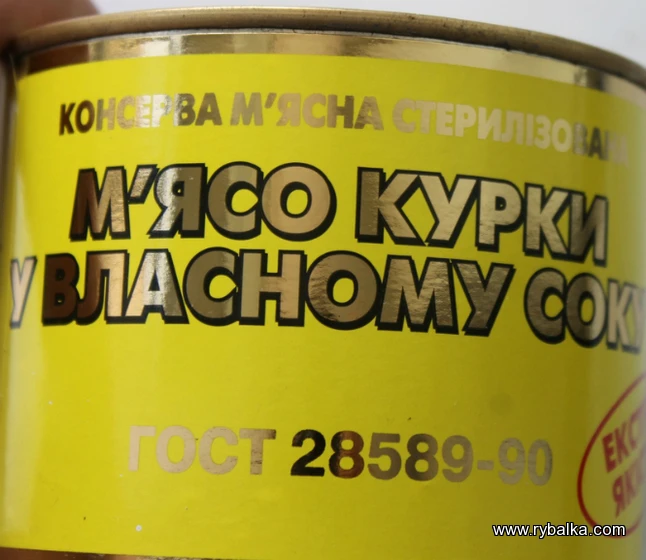 КОНСЕРВА М'ЯСНА СТЕРИЛІЗОВАНА
М'ЯСО КУРКИ
У ВЛАСНОМУ СОКУ
ГОСТ 28589-90
www.rybalka.com